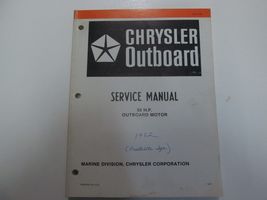 CHRYSLER
Outboard
SERVICE MANUAL
55 H.P.
OUTBOARD MOTOR
MARINE DIVISION, CHRYSLER CORPORATION